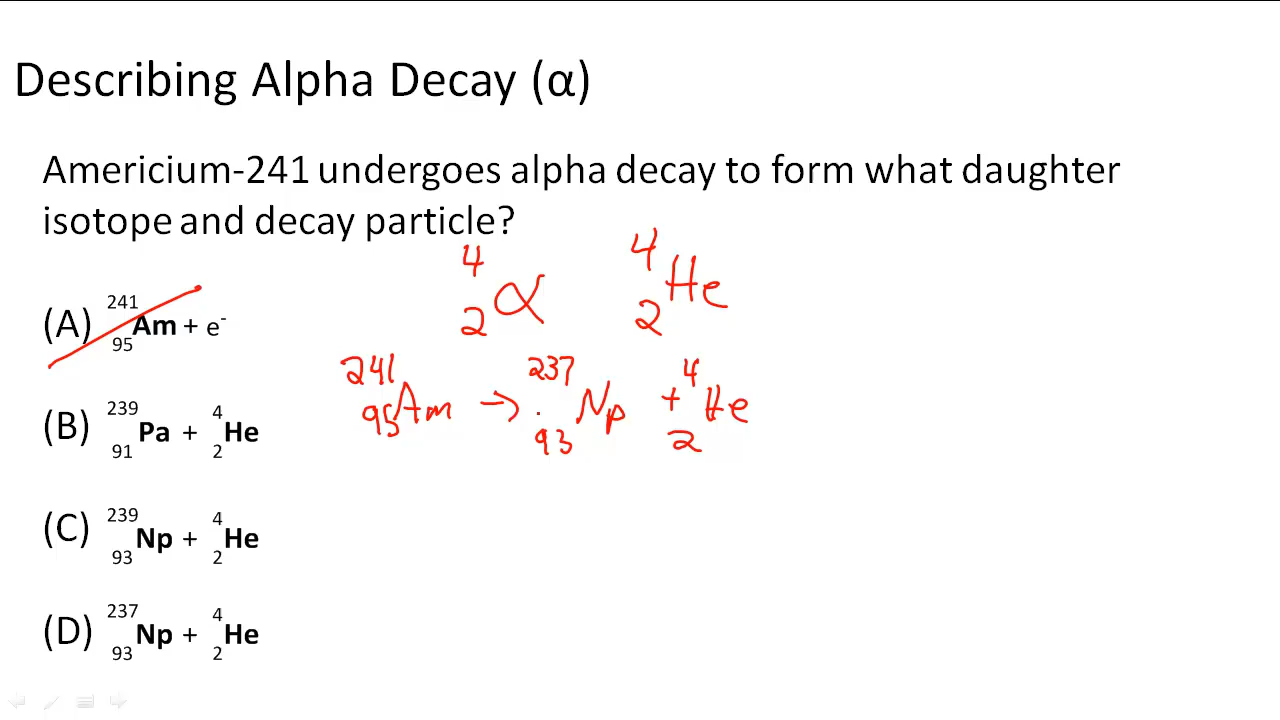 Describing Alpha Decay (α)
Americium-241 undergoes alpha decay to form what daughter
isotope and decay particle?
4 2 α 4 2 He
(A) 241 95 Am + e-
241 95 Am → 237 93 Np + 4 2 He
(B) 239 91 Pa + 4 2 He
(C) 239 93 Np + 4 2 He
(D) 237 93 Np + 4 2 He